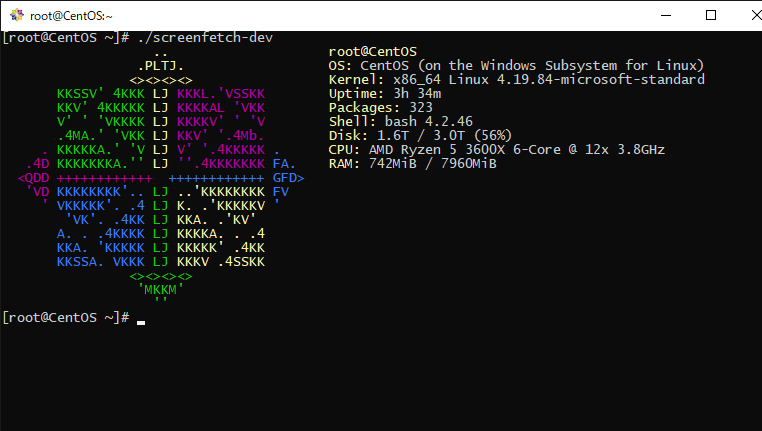 root@CentOS:~
[root@CentOS ~]# ./screenfetch-dev
                   ..                    root@CentOS
                 .PLTJ.                  OS: CentOS (on the Windows Subsystem for Linux)
                <><><><>                 Kernel: x86_64 Linux 4.19.84-microsoft-standard
       KKSSV' 4KKK LJ KKKL.'VSSKK        Uptime: 3h 34m
       KKV' 4KKKKK LJ KKKKAL 'VKK        Packages: 323
       V' ' 'VKKKK LJ KKKKV' ' 'V        Shell: bash 4.2.46
       .4MA.' 'VKK LJ KKV' '.4Mb.        Disk: 1.6T / 3.0T (56%)
     . KKKKKA.' 'V LJ V' '.4KKKKK .      CPU: AMD Ryzen 5 3600X 6-Core @ 12x 3.8GHz
   .4D KKKKKKKA.'' LJ ''.4KKKKKKK FA.    RAM: 742MiB / 7960MiB
  <QDD ++++++++++++  ++++++++++++ GFD>
   'VD KKKKKKKK'.. LJ ..'KKKKKKKK FV
     ' VKKKKK'. .4 LJ K. .'KKKKKV '
        'VK'. .4KK LJ KKA. .'KV'
       A. . .4KKKK LJ KKKKA. . .4
       KKA. 'KKKKK LJ KKKKK' .4KK
       KKSSA. VKKK LJ KKKV .4SSKK
                <><><><>
                 'MKKM'
                   ''
[root@CentOS ~]#